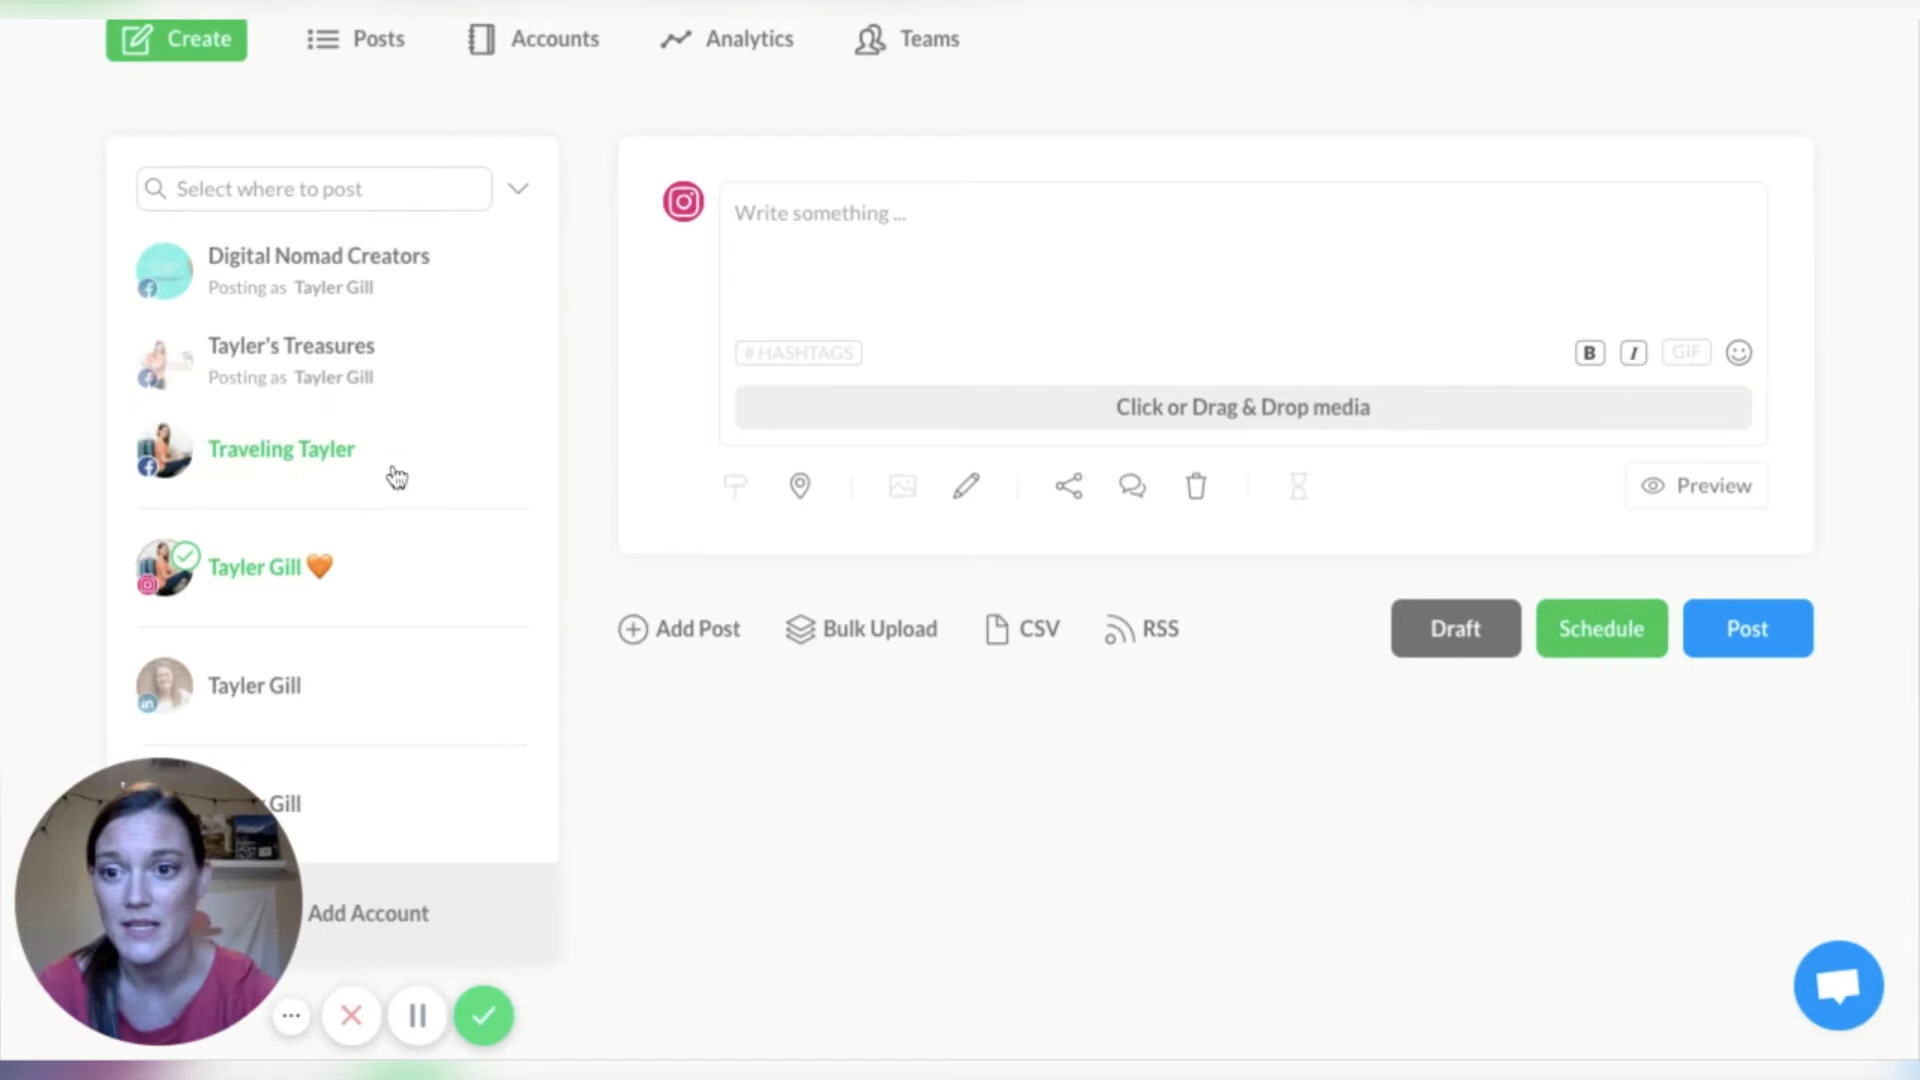 Create
Posts
Accounts
Analytics
Teams
Select where to post
Digital Nomad Creators
Posting as Tayler Gill
Tayler's Treasures
Posting as Tayler Gill
Traveling Tayler
Tayler Gill 🧡
Tayler Gill
Gill
Add Account
Write something ...
# HASHTAGS
B
I
GIF
Click or Drag & Drop media
Preview
Add Post
Bulk Upload
CSV
RSS
Draft
Schedule
Post